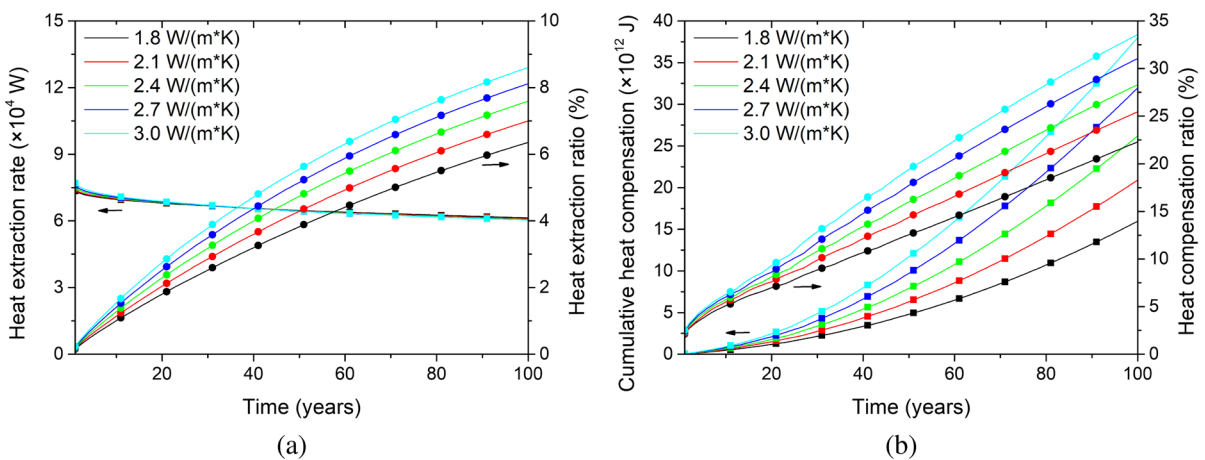 15
12
9
6
3
0
Heat extraction rate (×10⁴ W)
1.8 W/(m*K)
2.1 W/(m*K)
2.4 W/(m*K)
2.7 W/(m*K)
3.0 W/(m*K)
10
8
6
4
2
0
Heat extraction ratio (%)
20 40 60 80 100
Time (years)
(a)
40
35
30
25
20
15
10
5
0
Cumulative heat compensation (×10¹² J)
1.8 W/(m*K)
2.1 W/(m*K)
2.4 W/(m*K)
2.7 W/(m*K)
3.0 W/(m*K)
35
30
25
20
15
10
5
0
Heat compensation ratio (%)
20 40 60 80 100
Time (years)
(b)